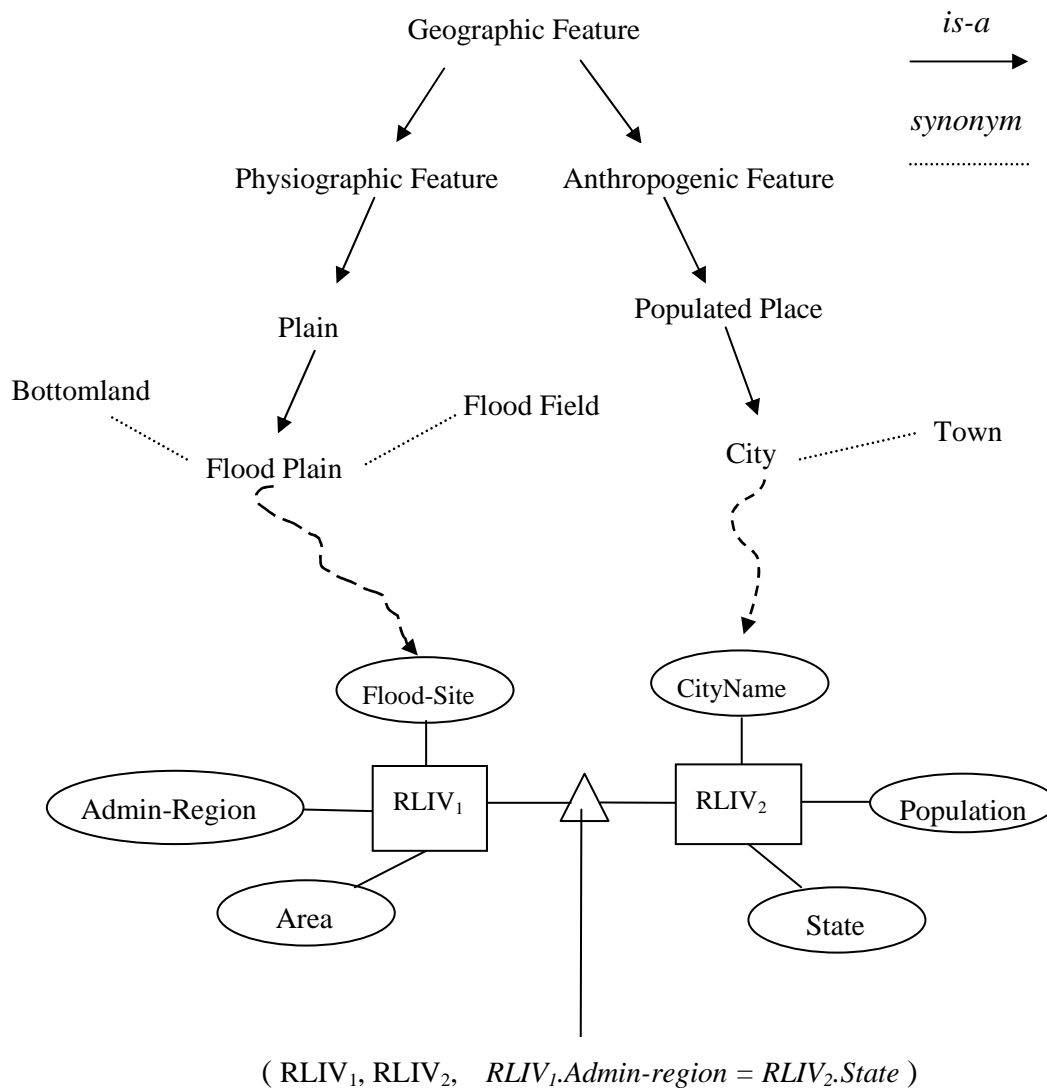 Geographic Feature
is-a
synonym
Physiographic Feature
Anthropogenic Feature
Populated Place
Plain
Bottomland
Flood Field
Town
Flood Plain
City
Flood-Site
CityName
Admin-Region
RLIV₁
RLIV₂
Population
Area
State
( RLIV₁, RLIV₂, RLIV₁.Admin-region = RLIV₂.State )